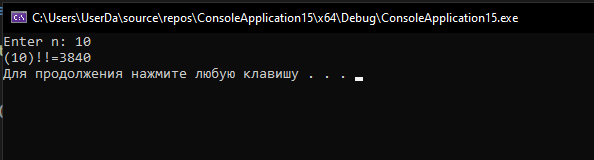 C:\Users\UserDa\source\repos\ConsoleApplication15\x64\Debug\ConsoleApplication15.exe
Enter n: 10
(10)!!=3840
Для продолжения нажмите любую клавишу . . .